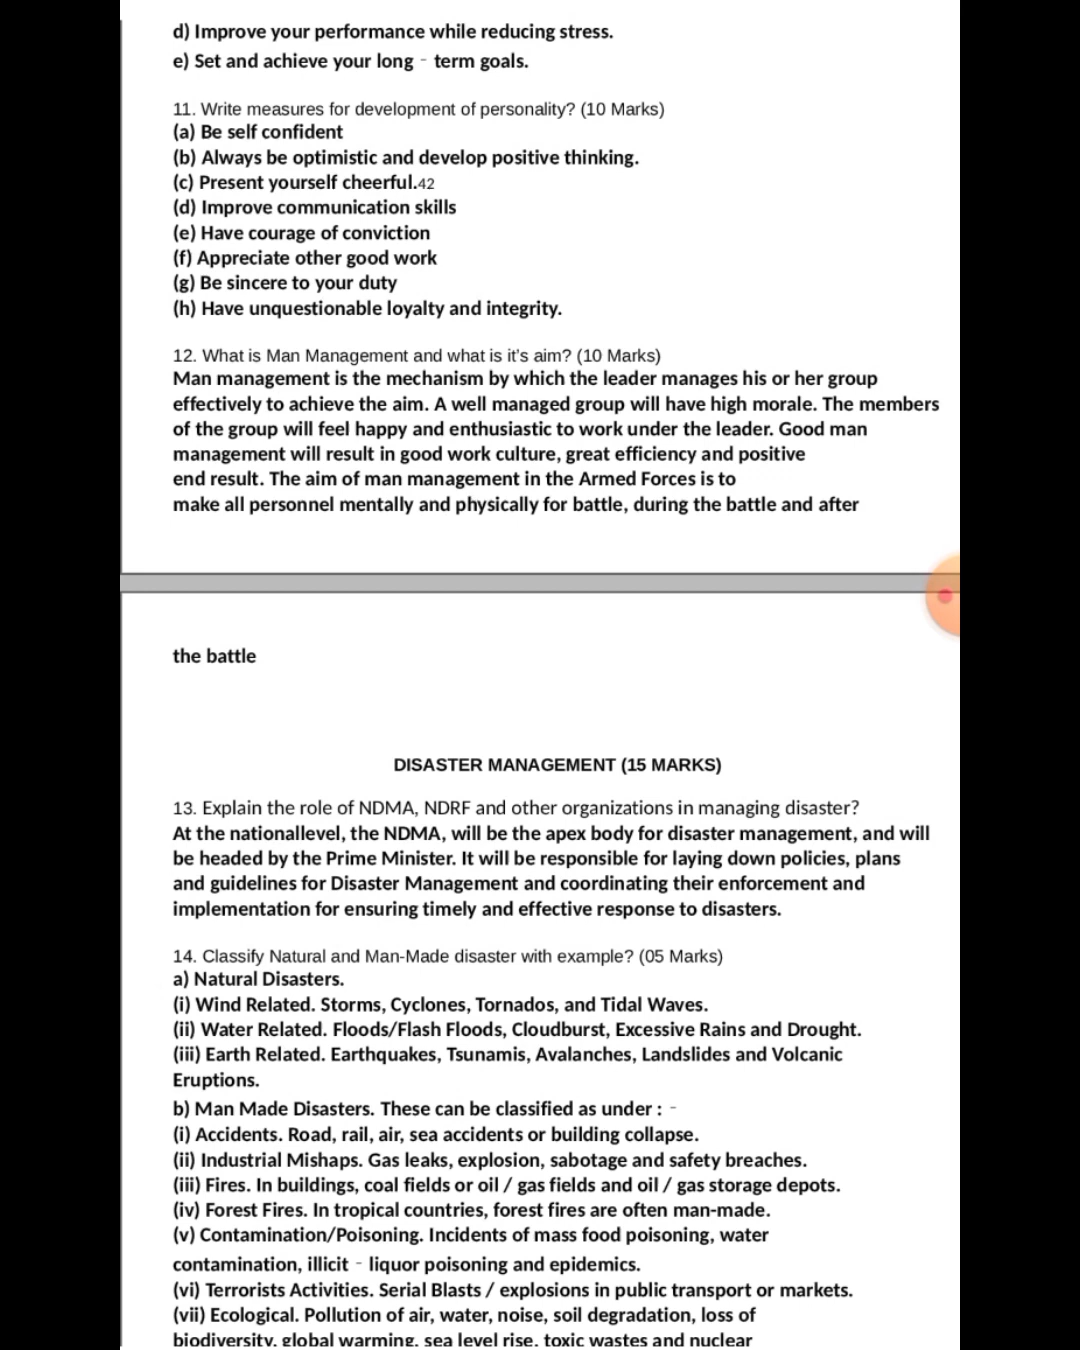 d) Improve your performance while reducing stress.
e) Set and achieve your long - term goals.
11. Write measures for development of personality? (10 Marks)
(a) Be self confident
(b) Always be optimistic and develop positive thinking.
(c) Present yourself cheerful.42
(d) Improve communication skills
(e) Have courage of conviction
(f) Appreciate other good work
(g) Be sincere to your duty
(h) Have unquestionable loyalty and integrity.
12. What is Man Management and what is it's aim? (10 Marks)
Man management is the mechanism by which the leader manages his or her group
effectively to achieve the aim. A well managed group will have high morale. The members
of the group will feel happy and enthusiastic to work under the leader. Good man
management will result in good work culture, great efficiency and positive
end result. The aim of man management in the Armed Forces is to
make all personnel mentally and physically for battle, during the battle and after
the battle
DISASTER MANAGEMENT (15 MARKS)
13. Explain the role of NDMA, NDRF and other organizations in managing disaster?
At the nationallevel, the NDMA, will be the apex body for disaster management, and will
be headed by the Prime Minister. It will be responsible for laying down policies, plans
and guidelines for Disaster Management and coordinating their enforcement and
implementation for ensuring timely and effective response to disasters.
14. Classify Natural and Man-Made disaster with example? (05 Marks)
a) Natural Disasters.
(i) Wind Related. Storms, Cyclones, Tornados, and Tidal Waves.
(ii) Water Related. Floods/Flash Floods, Cloudburst, Excessive Rains and Drought.
(iii) Earth Related. Earthquakes, Tsunamis, Avalanches, Landslides and Volcanic
Eruptions.
b) Man Made Disasters. These can be classified as under : -
(i) Accidents. Road, rail, air, sea accidents or building collapse.
(ii) Industrial Mishaps. Gas leaks, explosion, sabotage and safety breaches.
(iii) Fires. In buildings, coal fields or oil / gas fields and oil / gas storage depots.
(iv) Forest Fires. In tropical countries, forest fires are often man-made.
(v) Contamination/Poisoning. Incidents of mass food poisoning, water
contamination, illicit - liquor poisoning and epidemics.
(vi) Terrorists Activities. Serial Blasts / explosions in public transport or markets.
(vii) Ecological. Pollution of air, water, noise, soil degradation, loss of
biodiversity, global warming, sea level rise, toxic wastes and nuclear